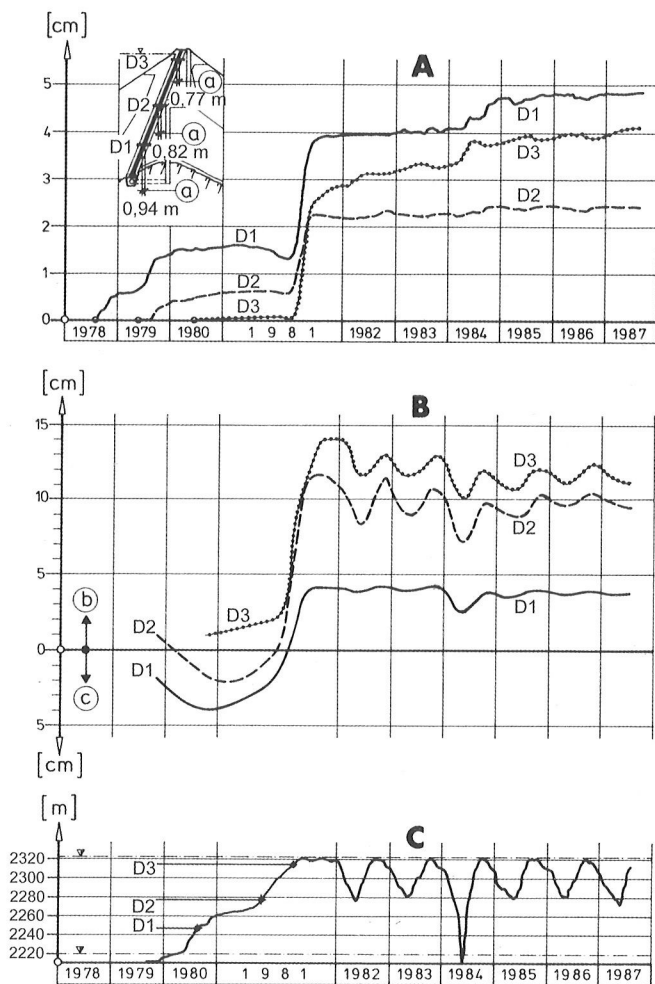 [cm]
A
D3
5
D2
ⓐ
0,77 m
4
ⓐ
D1
0,82 m
3
ⓐ
0,94 m
D1
D3
D2
2
D1
1
D2
D3
0
1978 1979 1980 1 9 8 1 1982 1983 1984 1985 1986 1987
[cm]
B
15
D3
10
D2
5
ⓑ
D3
D1
D2
0
D1
ⓒ
5
[cm]
[m]
C
2320
D3
2300
2280
D2
2260
D1
2240
2220
1978 1979 1980 1 9 8 1 1982 1983 1984 1985 1986 1987